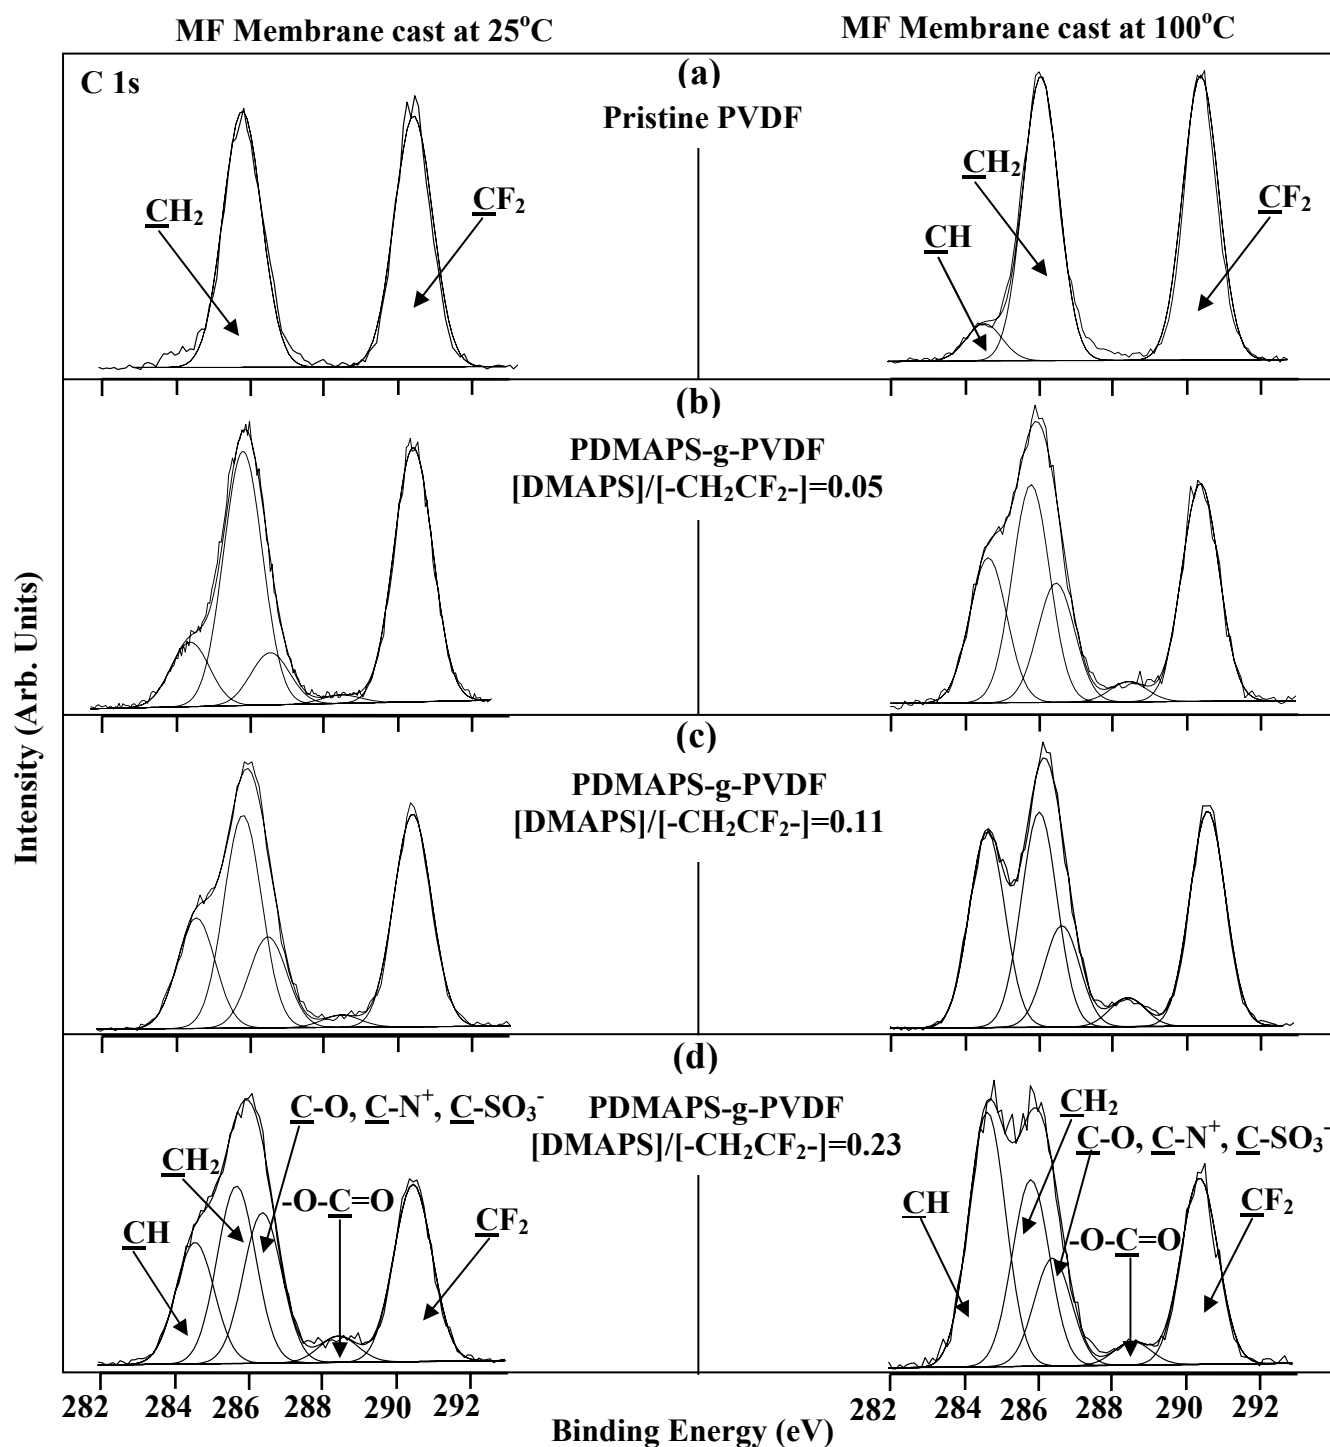 MF Membrane cast at 25°C
MF Membrane cast at 100°C
C 1s
(a)
Pristine PVDF
CH₂
CF₂
CH
CH₂
CF₂
(b)
PDMAPS-g-PVDF
[DMAPS]/[-CH₂CF₂-]=0.05
(c)
PDMAPS-g-PVDF
[DMAPS]/[-CH₂CF₂-]=0.11
(d)
PDMAPS-g-PVDF
[DMAPS]/[-CH₂CF₂-]=0.23
C-O, C-N⁺, C-SO₃⁻
CH₂
-O-C=O
CH
CF₂
CH₂
C-O, C-N⁺, C-SO₃⁻
CH
-O-C=O
CF₂
Intensity (Arb. Units)
282 284 286 288 290 292
282 284 286 288 290 292
Binding Energy (eV)